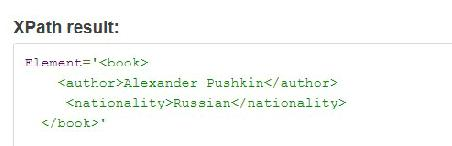 XPath result:
Element='<book>
<author>Alexander Pushkin</author>
<nationality>Russian</nationality>
</book>'